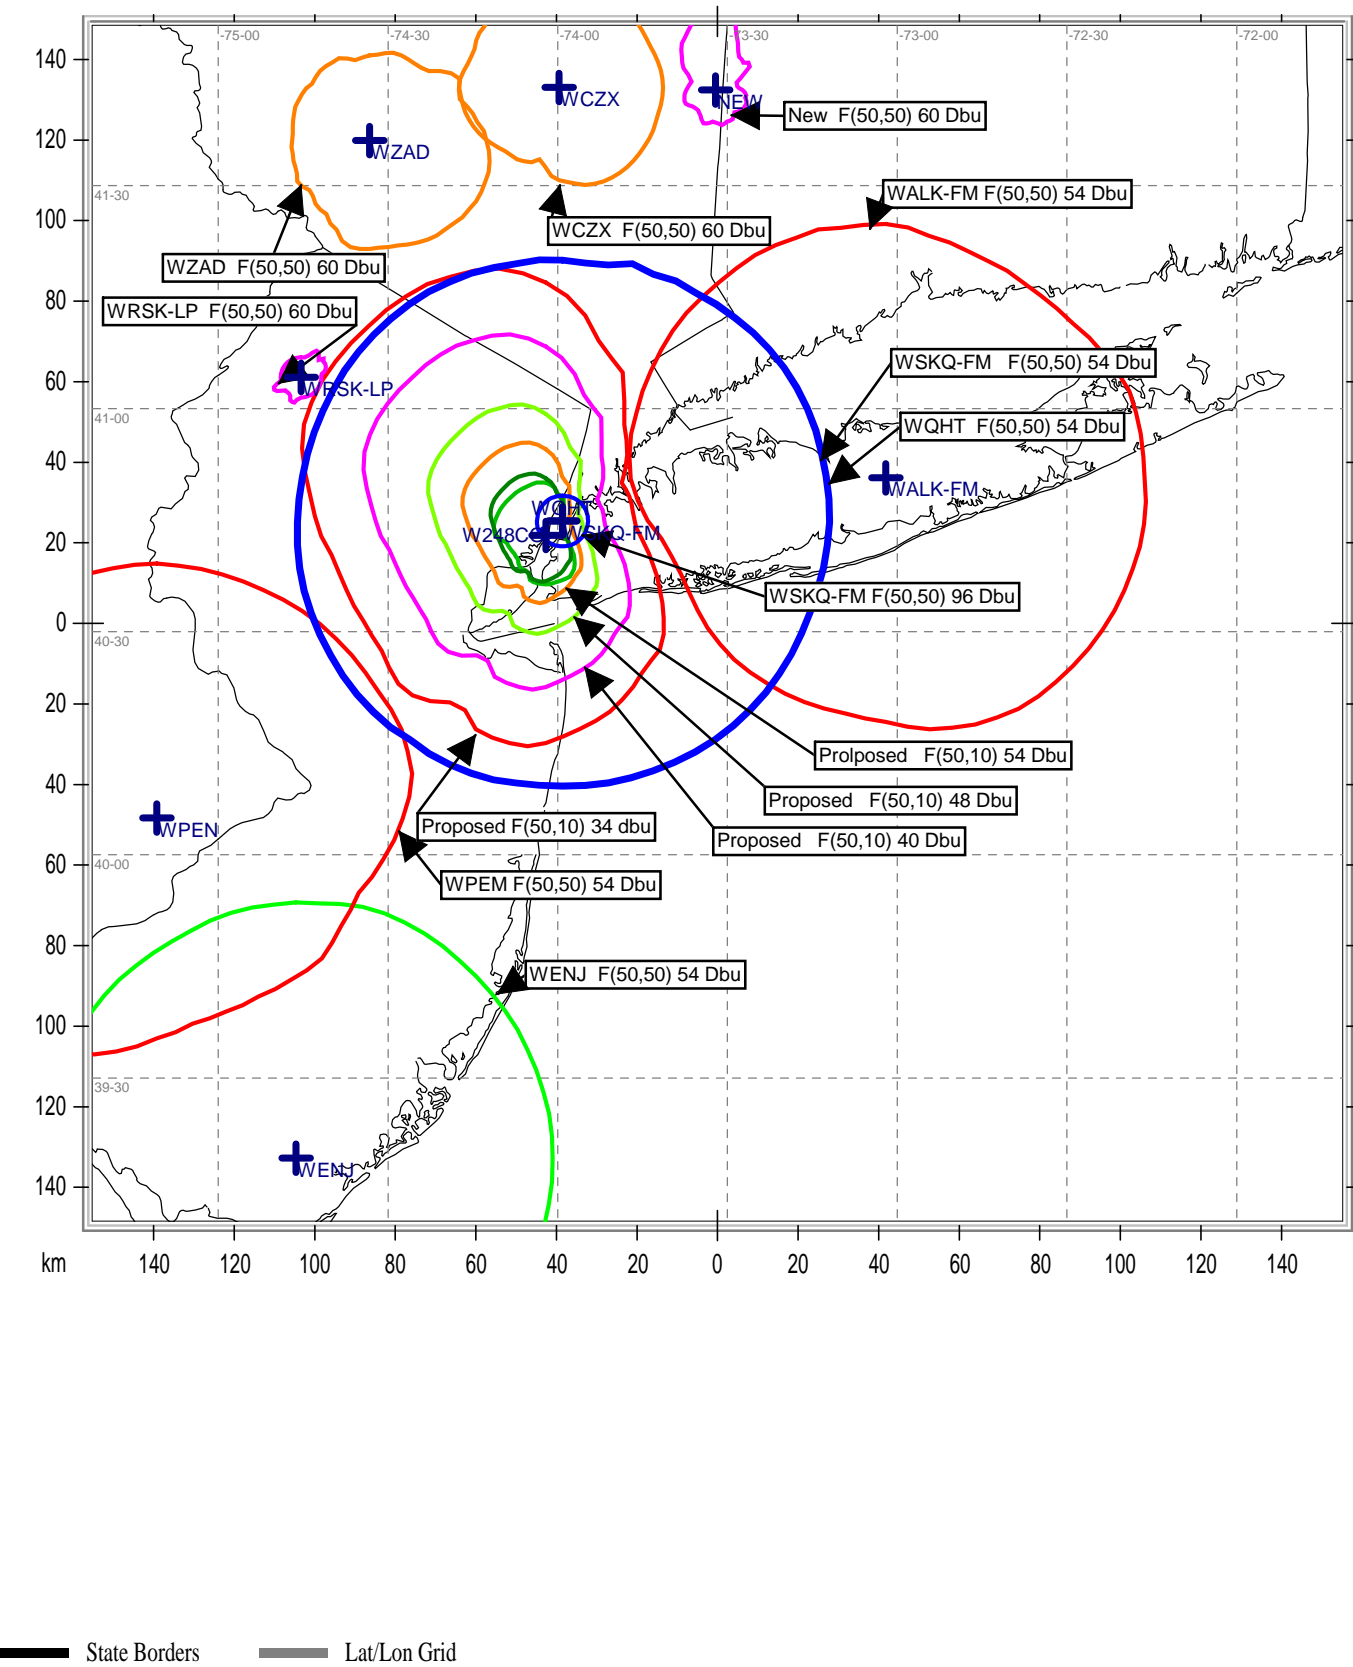 -75-00 -74-30 -74-00 -73-30 -73-00 -72-30 -72-00
140
WCZX
NEW
New F(50,50) 60 Dbu
120
WZAD
41-30
WALK-FM F(50,50) 54 Dbu
100
WCZX F(50,50) 60 Dbu
WZAD F(50,50) 60 Dbu
80
WRSK-LP F(50,50) 60 Dbu
WSKQ-FM F(50,50) 54 Dbu
60
WRSK-LP
41-00
WQHT F(50,50) 54 Dbu
40
WALK-FM
WQHT
W248CG WSKQ-FM
20
WSKQ-FM F(50,50) 96 Dbu
0
40-30
20
Prolposed F(50,10) 54 Dbu
40
Proposed F(50,10) 48 Dbu
WPEN
Proposed F(50,10) 34 dbu
Proposed F(50,10) 40 Dbu
60
40-00
WPEM F(50,50) 54 Dbu
80
WENJ F(50,50) 54 Dbu
100
39-30
120
WENJ
140
km 140 120 100 80 60 40 20 0 20 40 60 80 100 120 140
State Borders Lat/Lon Grid